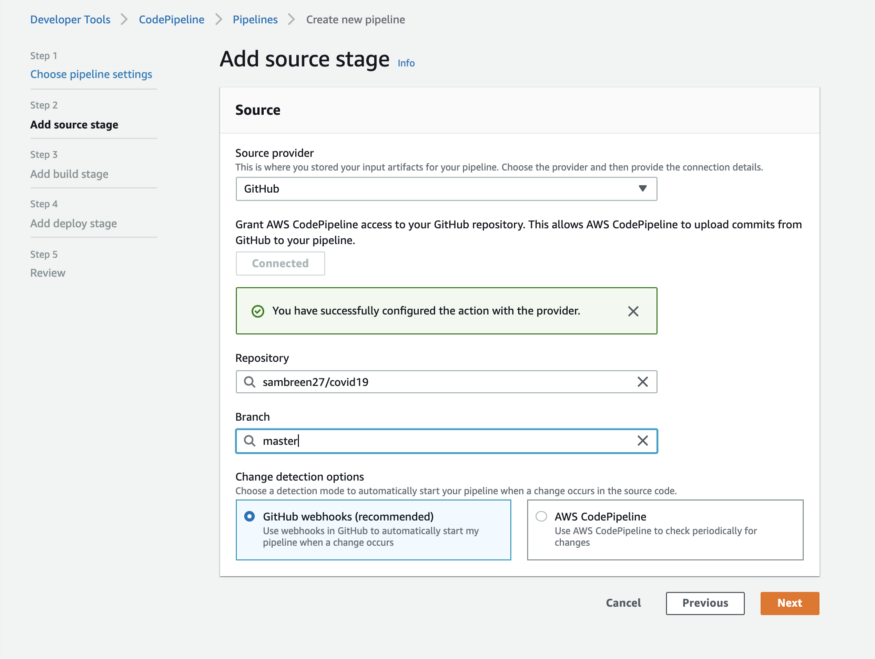 Developer Tools > CodePipeline > Pipelines > Create new pipeline
Step 1
Choose pipeline settings
Step 2
Add source stage
Step 3
Add build stage
Step 4
Add deploy stage
Step 5
Review
Add source stage Info
Source
Source provider
This is where you stored your input artifacts for your pipeline. Choose the provider and then provide the connection details.
GitHub
Grant AWS CodePipeline access to your GitHub repository. This allows AWS CodePipeline to upload commits from
GitHub to your pipeline.
Connected
You have successfully configured the action with the provider.
Repository
sambreen27/covid19
Branch
master
Change detection options
Choose a detection mode to automatically start your pipeline when a change occurs in the source code.
GitHub webhooks (recommended)
Use webhooks in GitHub to automatically start my
pipeline when a change occurs
AWS CodePipeline
Use AWS CodePipeline to check periodically for
changes
Cancel Previous Next